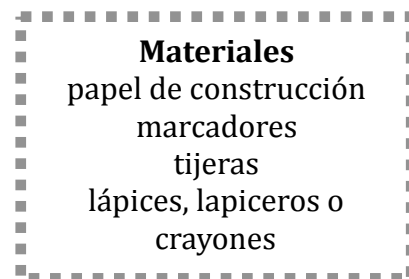 Materiales
papel de construcción
marcadores
tijeras
lápices, lapiceros o
crayones